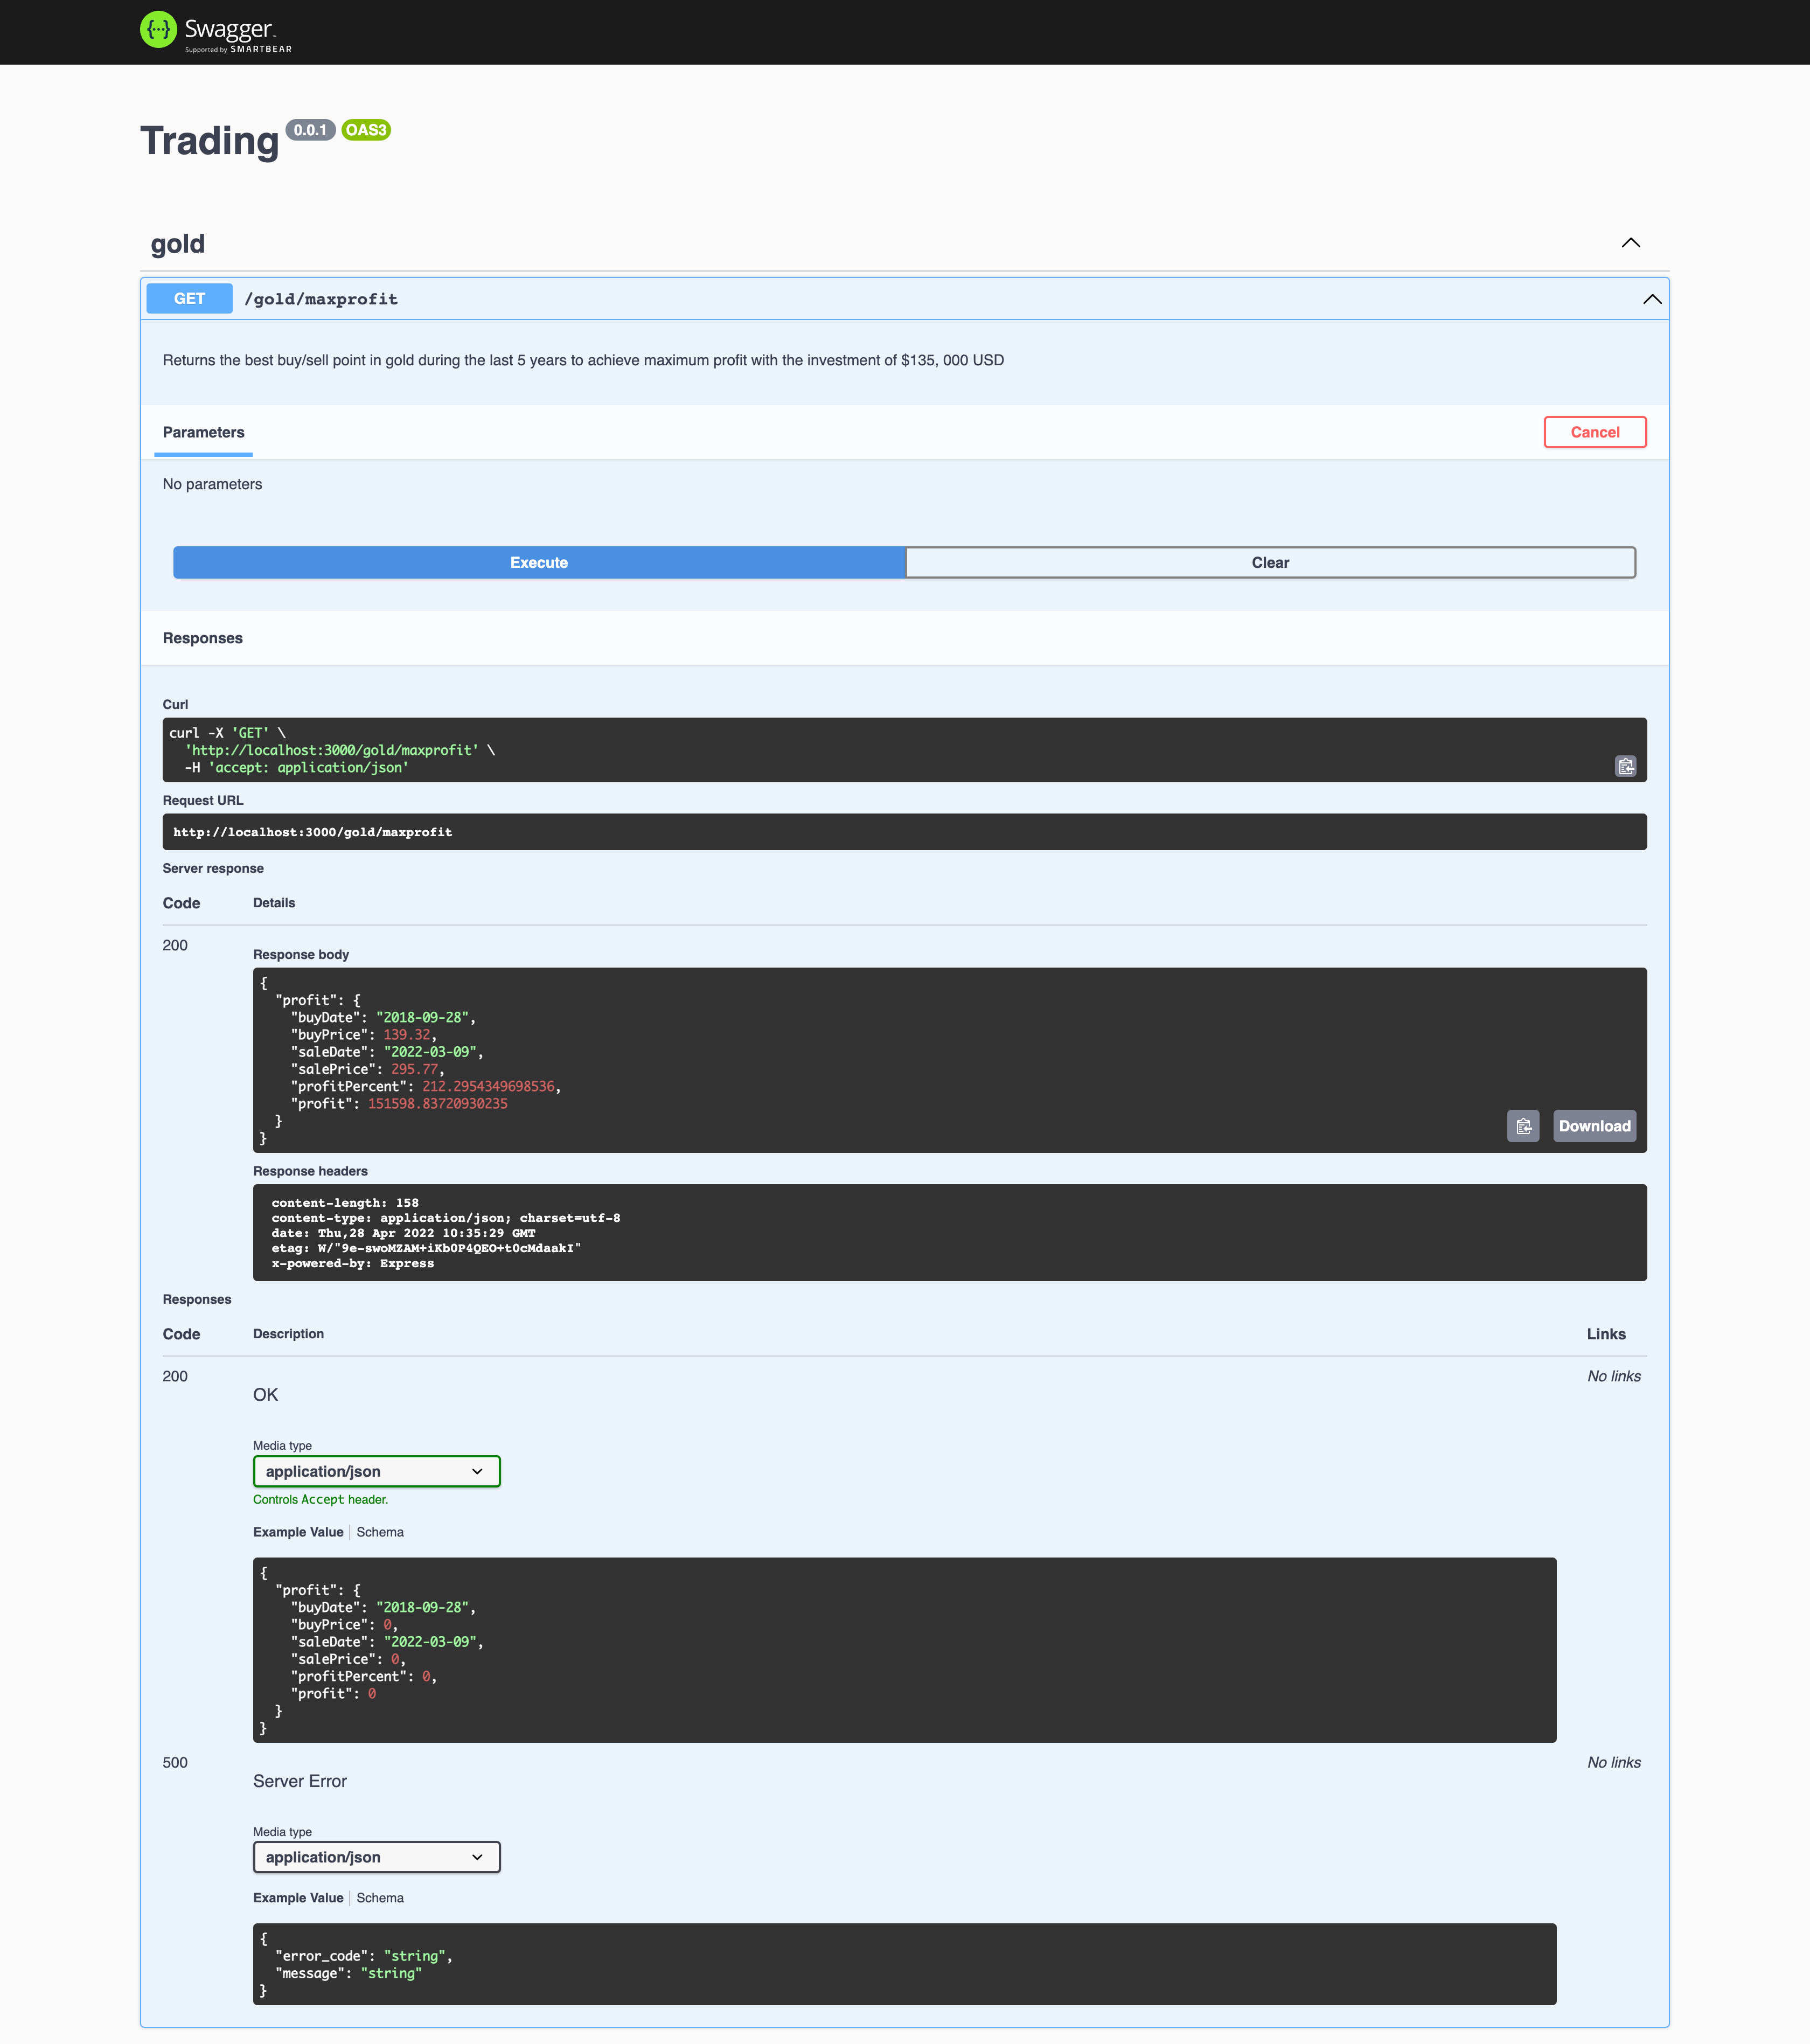 Swagger
Supported by SMARTBEAR
Trading 0.0.1 OAS3
gold
GET /gold/maxprofit
Returns the best buy/sell point in gold during the last 5 years to achieve maximum profit with the investment of $135, 000 USD
Parameters Cancel
No parameters
Execute Clear
Responses
Curl
curl -X 'GET' \
  'http://localhost:3000/gold/maxprofit' \
  -H 'accept: application/json'
Request URL
http://localhost:3000/gold/maxprofit
Server response
Code Details
200
Response body
{
  "profit": {
    "buyDate": "2018-09-28",
    "buyPrice": 139.32,
    "saleDate": "2022-03-09",
    "salePrice": 295.77,
    "profitPercent": 212.2954349698536,
    "profit": 151598.83720930235
  }
}
Download
Response headers
content-length: 158
content-type: application/json; charset=utf-8
date: Thu,28 Apr 2022 10:35:29 GMT
etag: W/"9e-swoMZAM+iKb0P4QEO+t0cMdaakI"
x-powered-by: Express
Responses
Code Description Links
200 No links
OK
Media type
application/json
Controls Accept header.
Example Value Schema
{
  "profit": {
    "buyDate": "2018-09-28",
    "buyPrice": 0,
    "saleDate": "2022-03-09",
    "salePrice": 0,
    "profitPercent": 0,
    "profit": 0
  }
}
500 No links
Server Error
Media type
application/json
Example Value Schema
{
  "error_code": "string",
  "message": "string"
}